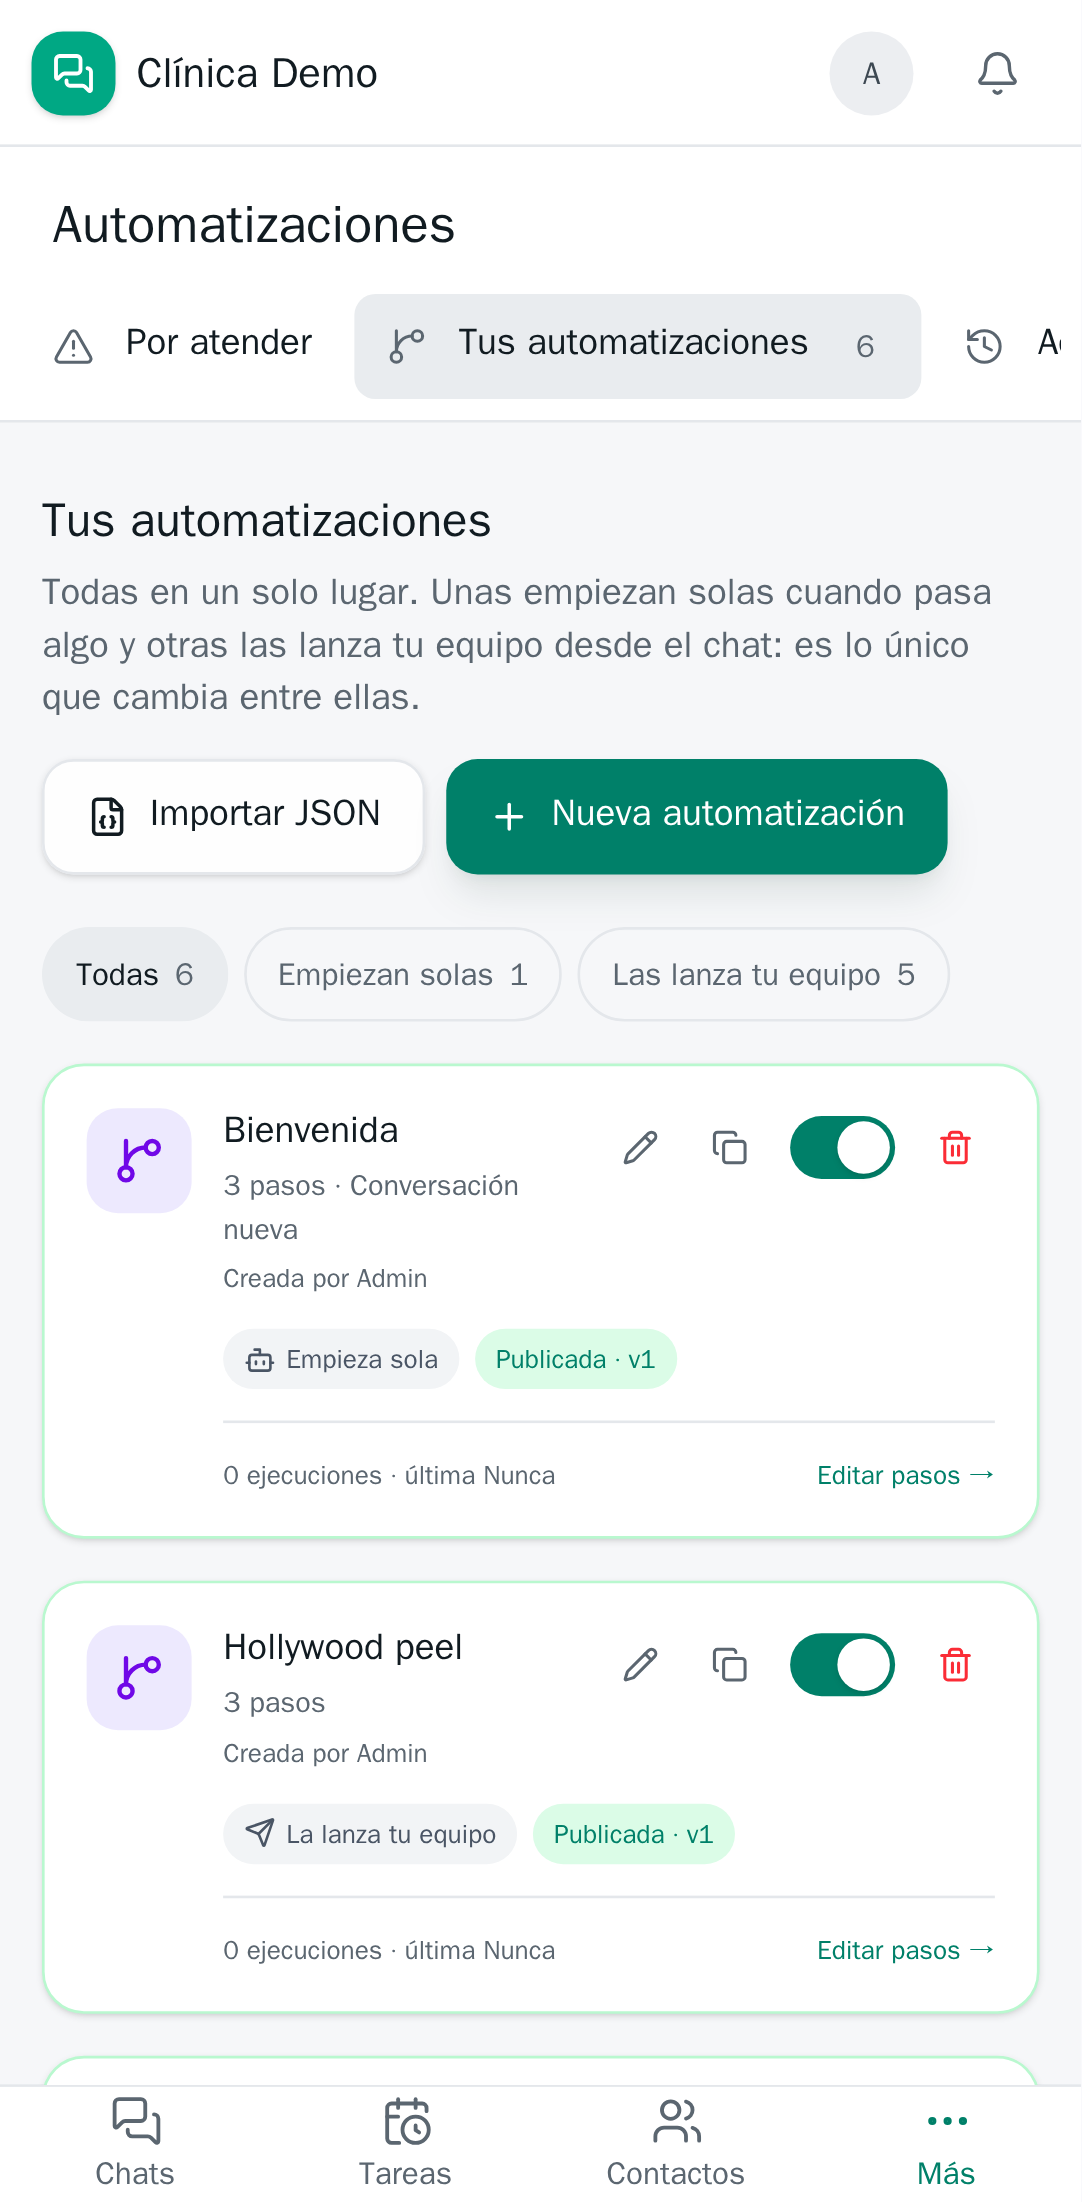 Clínica Demo
A
Automatizaciones
Por atender
Tus automatizaciones 6
Tus automatizaciones
Todas en un solo lugar. Unas empiezan solas cuando pasa
algo y otras las lanza tu equipo desde el chat: es lo único
que cambia entre ellas.
Importar JSON
Nueva automatización
Todas 6
Empiezan solas 1
Las lanza tu equipo 5
Bienvenida
3 pasos · Conversación
nueva
Creada por Admin
Empieza sola
Publicada · v1
0 ejecuciones · última Nunca
Editar pasos →
Hollywood peel
3 pasos
Creada por Admin
La lanza tu equipo
Publicada · v1
0 ejecuciones · última Nunca
Editar pasos →
Chats
Tareas
Contactos
Más